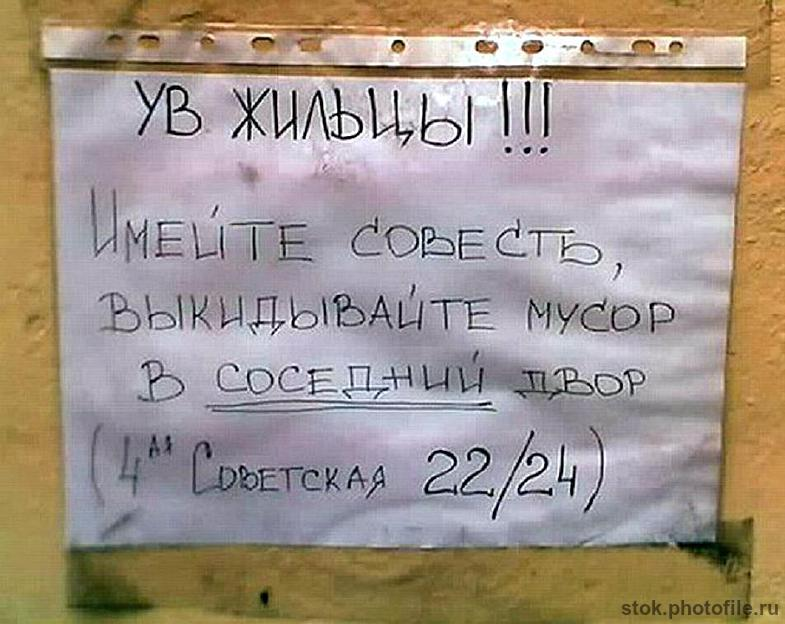 УВ ЖИЛЬЦЫ!!!
ИМЕЙТЕ СОВЕСТЬ,
ВЫКИДЫВАЙТЕ МУСОР
В СОСЕДНИЙ ДВОР
(4ая СОВЕТСКАЯ 22/24)
stok.photofile.ru